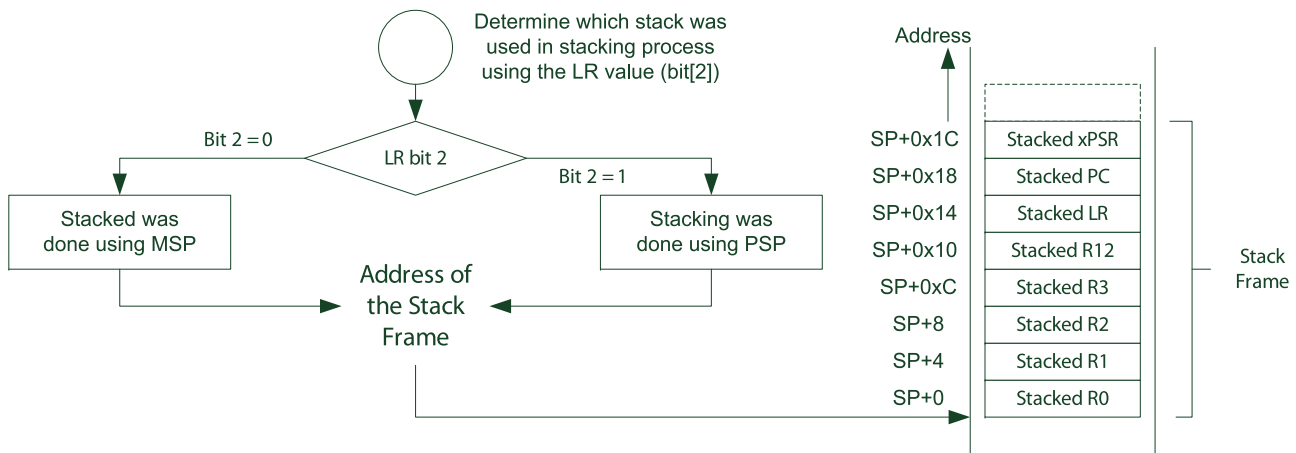 Determine which stack was
used in stacking process
using the LR value (bit[2])
Bit 2 = 0
LR bit 2
Bit 2 = 1
Stacked was
done using MSP
Stacking was
done using PSP
Address of
the Stack
Frame
Address
SP+0x1C
Stacked xPSR
SP+0x18
Stacked PC
SP+0x14
Stacked LR
SP+0x10
Stacked R12
SP+0xC
Stacked R3
SP+8
Stacked R2
SP+4
Stacked R1
SP+0
Stacked R0
Stack
Frame